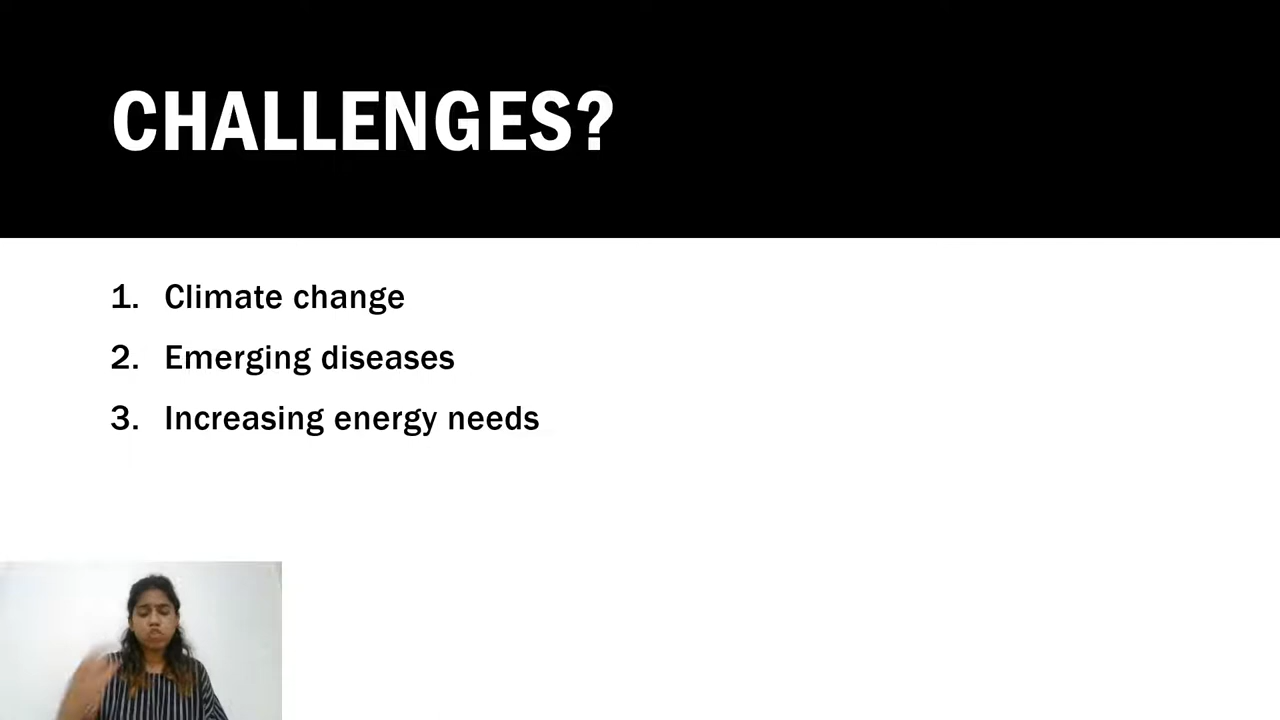 CHALLENGES?
1. Climate change
2. Emerging diseases
3. Increasing energy needs